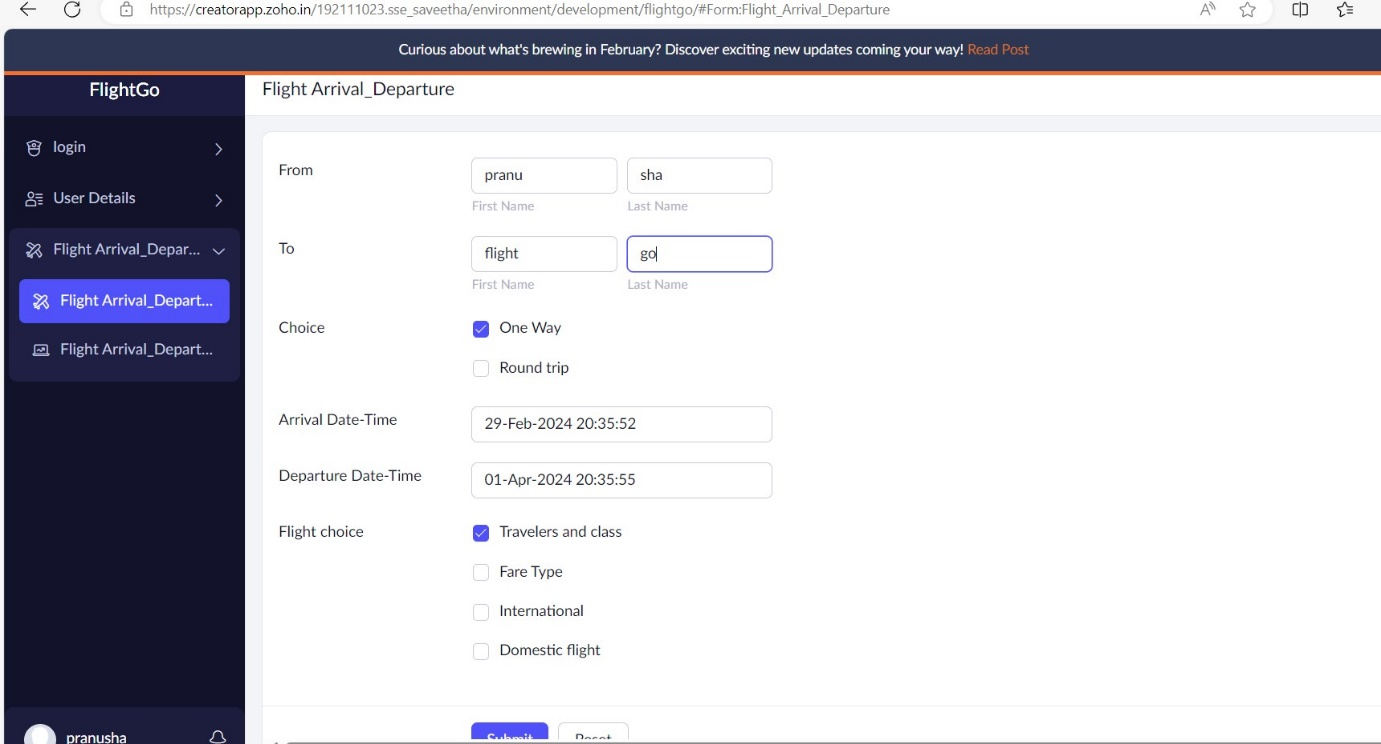 https://creatorapp.zoho.in/192111023.sse_saveetha/environment/development/flightgo/#Form:Flight_Arrival_Departure
Curious about what's brewing in February? Discover exciting new updates coming your way! Read Post
FlightGo
Flight Arrival_Departure
login
User Details
Flight Arrival_Depar...
Flight Arrival_Depart...
Flight Arrival_Depart...
From
pranu
sha
First Name
Last Name
To
flight
go
First Name
Last Name
Choice
One Way
Round trip
Arrival Date-Time
29-Feb-2024 20:35:52
Departure Date-Time
01-Apr-2024 20:35:55
Flight choice
Travelers and class
Fare Type
International
Domestic flight
Submit
Reset
pranusha